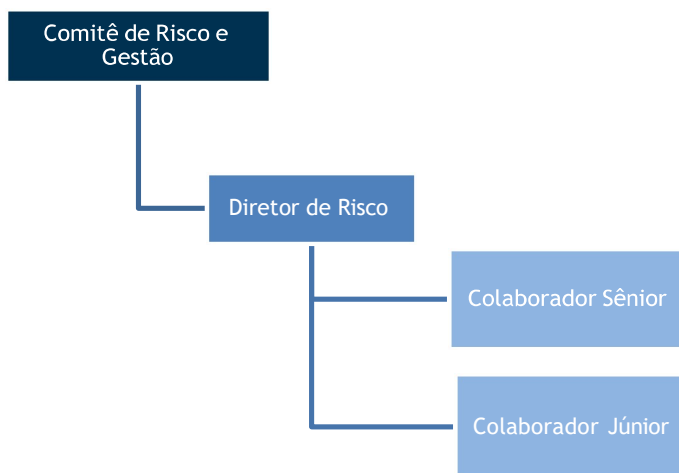 Comitê de Risco e
Gestão
Diretor de Risco
Colaborador Sênior
Colaborador Júnior